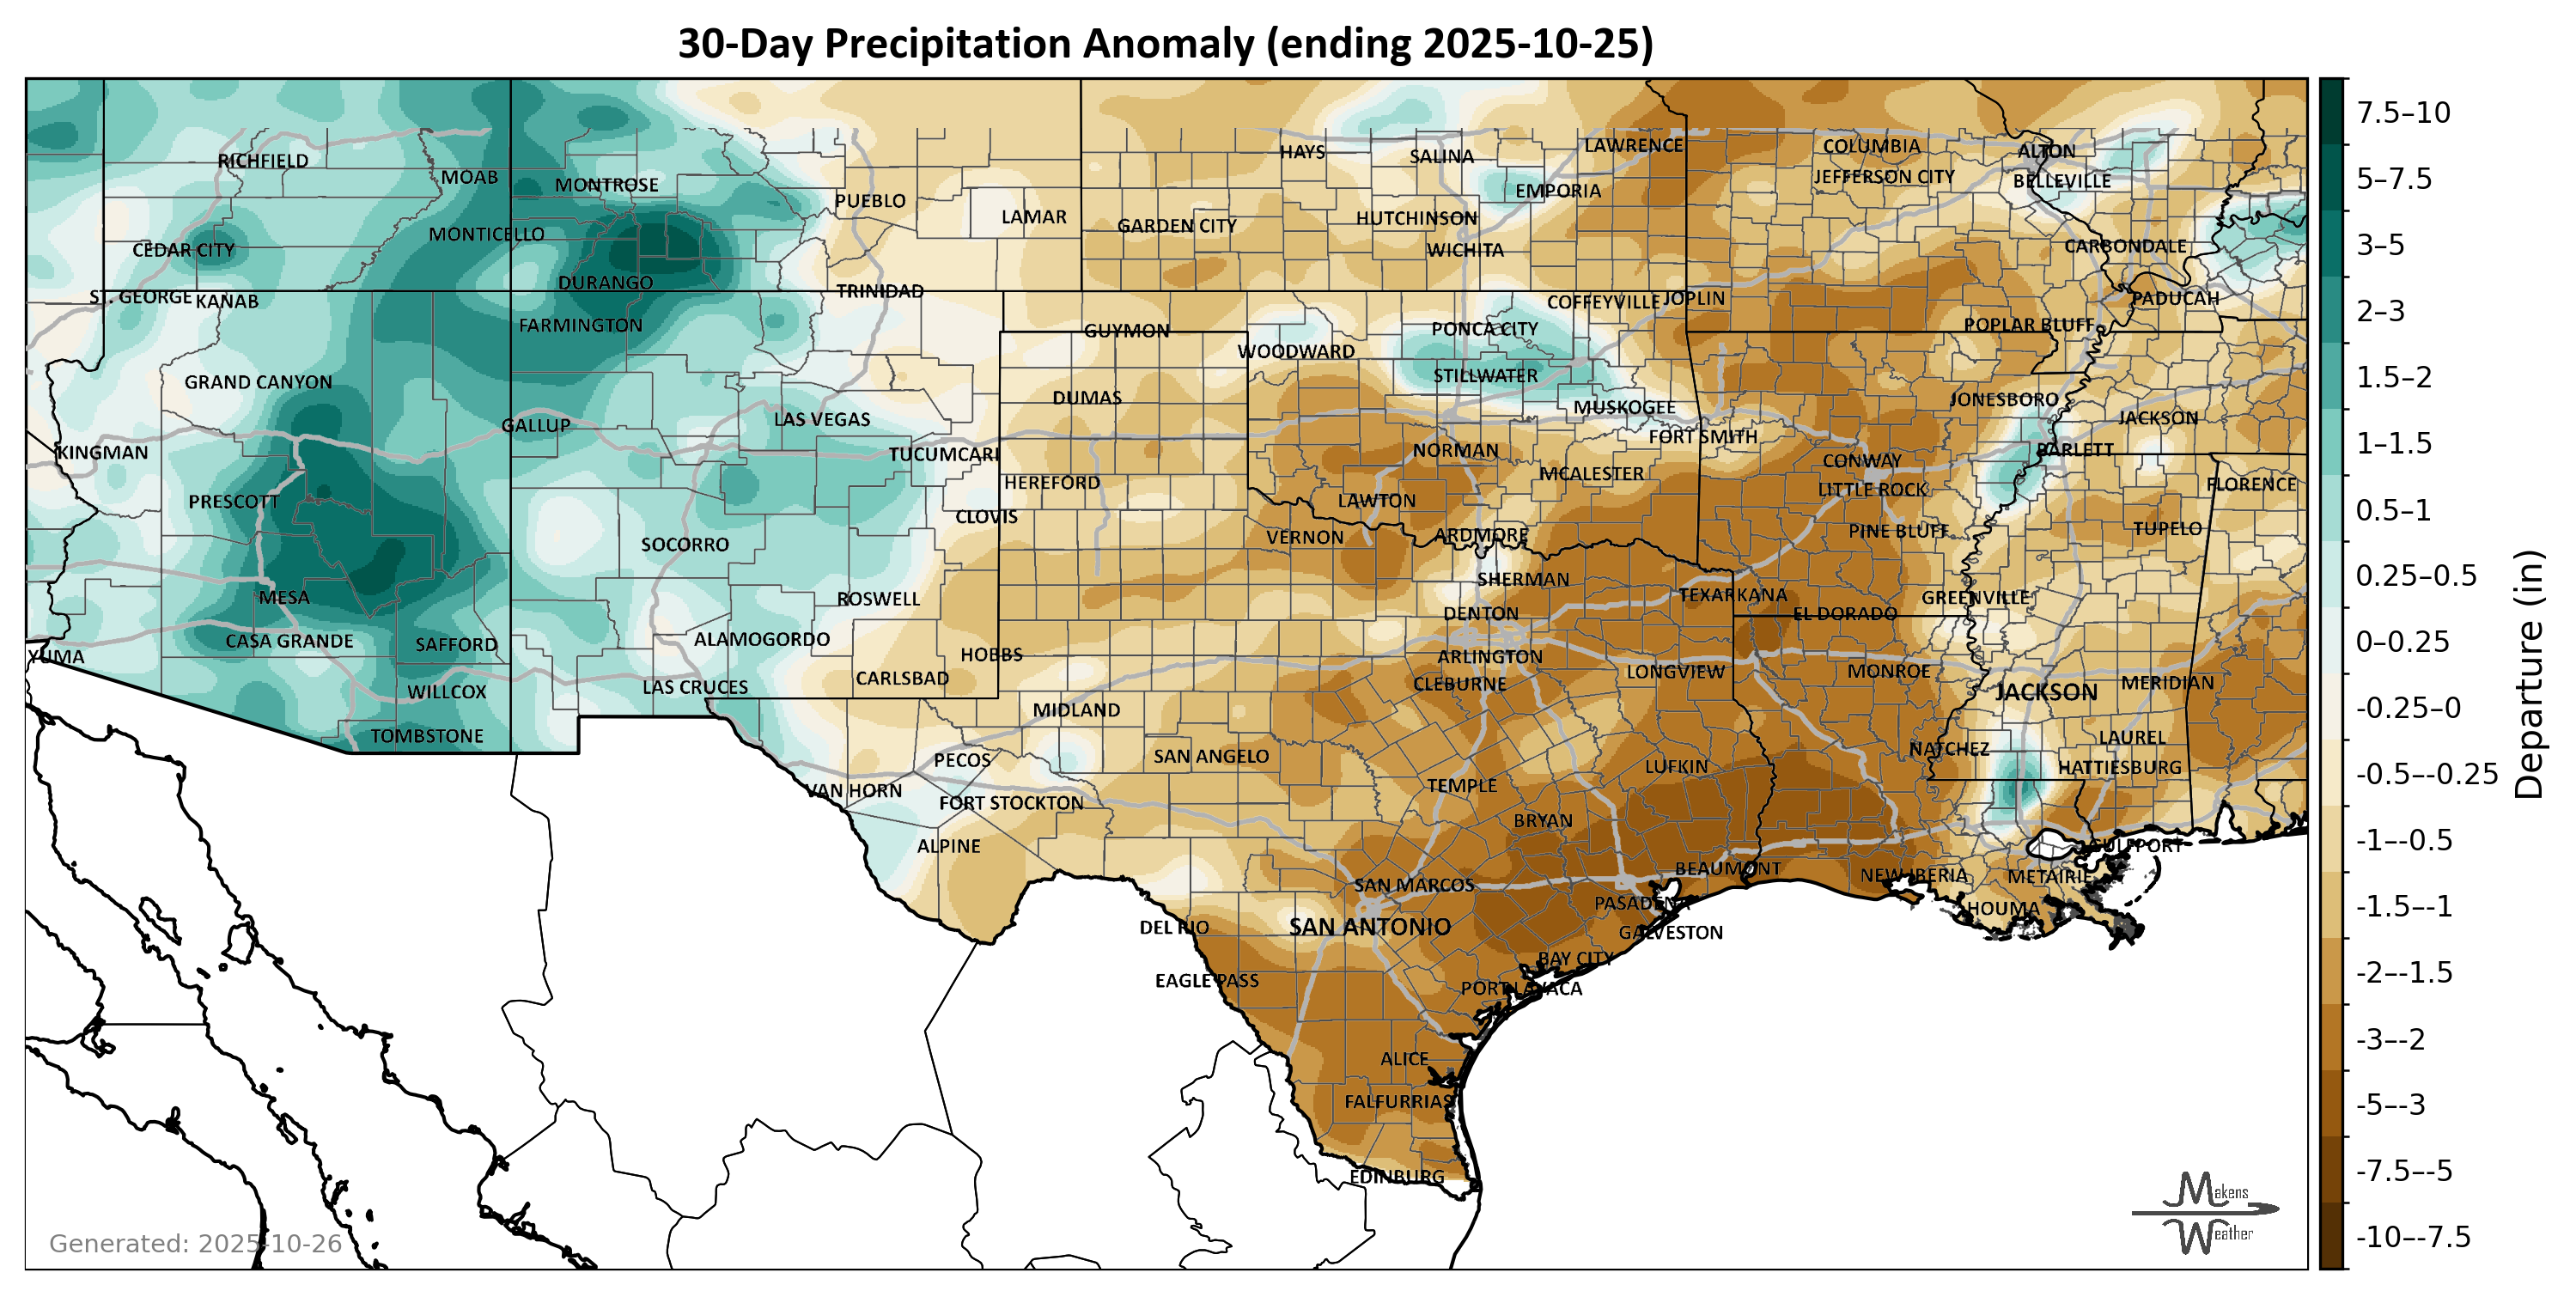 30-Day Precipitation Anomaly (ending 2025-10-25)
RICHFIELD
MOAB
MONTROSE
PUEBLO
LAMAR
HAYS
SALINA
LAWRENCE
EMPORIA
COLUMBIA
JEFFERSON CITY
ALTON
BELLEVILLE
CEDAR CITY
MONTICELLO
DURANGO
GARDEN CITY
HUTCHINSON
WICHITA
CARBONDALE
ST. GEORGE
KANAB
TRINIDAD
COFFEYVILLE
JOPLIN
PADUCAH
FARMINGTON
GUYMON
PONCA CITY
POPLAR BLUFF
WOODWARD
GRAND CANYON
STILLWATER
DUMAS
MUSKOGEE
JONESBORO
JACKSON
GALLUP
LAS VEGAS
FORT SMITH
KINGMAN
TUCUMCARI
NORMAN
BARLETT
CONWAY
MCALESTER
HEREFORD
LITTLE ROCK
FLORENCE
PRESCOTT
LAWTON
CLOVIS
PINE BLUFF
TUPELO
SOCORRO
VERNON
ARDMORE
SHERMAN
MESA
ROSWELL
TEXARKANA
GREENVILLE
DENTON
EL DORADO
CASA GRANDE
SAFFORD
ALAMOGORDO
YUMA
HOBBS
ARLINGTON
CARLSBAD
CLEBURNE
LONGVIEW
MONROE
MERIDIAN
WILLCOX
LAS CRUCES
JACKSON
MIDLAND
TOMBSTONE
PECOS
SAN ANGELO
NATCHEZ
LAUREL
LUFKIN
HATTIESBURG
VAN HORN
FORT STOCKTON
TEMPLE
BRYAN
ALPINE
GULFPORT
BEAUMONT
NEW IBERIA
METAIRIE
SAN MARCOS
PASADENA
HOUMA
DEL RIO
SAN ANTONIO
GALVESTON
BAY CITY
EAGLE PASS
PORT LAVACA
ALICE
FALFURRIAS
EDINBURG
Generated: 2025-10-26
Makens
Weather
7.5–10
5–7.5
3–5
2–3
1.5–2
1–1.5
0.5–1
0.25–0.5
0–0.25
-0.25–0
-0.5–-0.25
-1–-0.5
-1.5–-1
-2–-1.5
-3–-2
-5–-3
-7.5–-5
-10–-7.5
Departure (in)